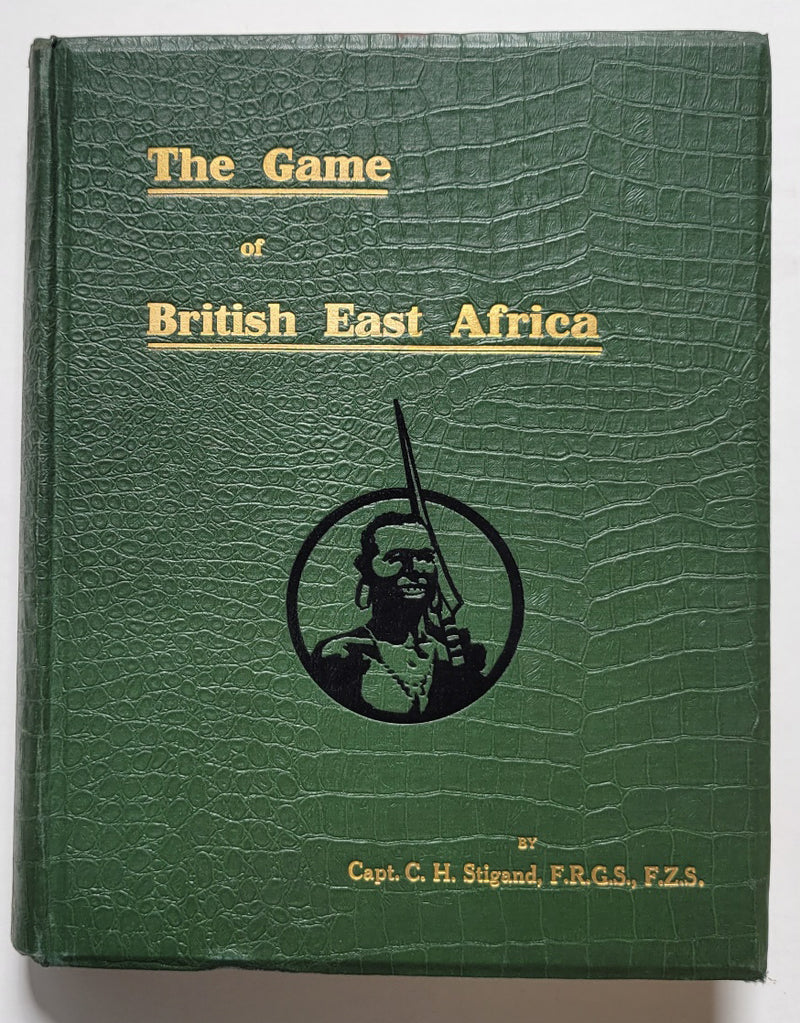 The Game
of
British East Africa
BY
Capt. C. H. Stigand, F.R.G.S., F.Z.S.